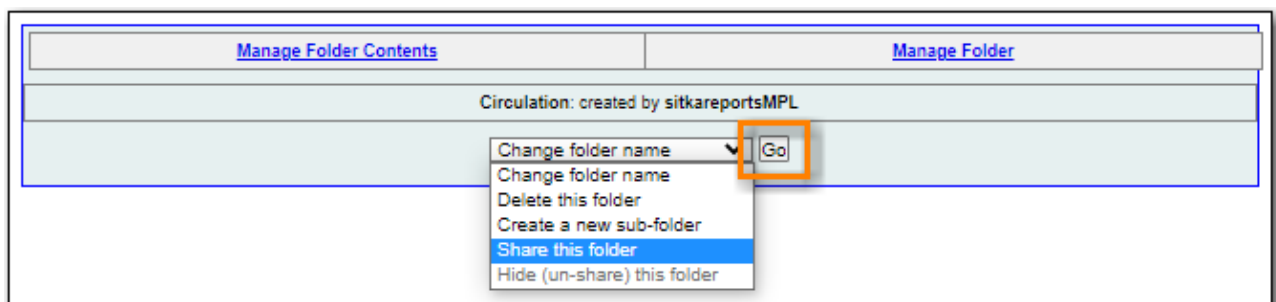 Manage Folder Contents
Manage Folder
Circulation: created by sitkareportsMPL
Change folder name Go
Change folder name
Delete this folder
Create a new sub-folder
Share this folder
Hide (un-share) this folder